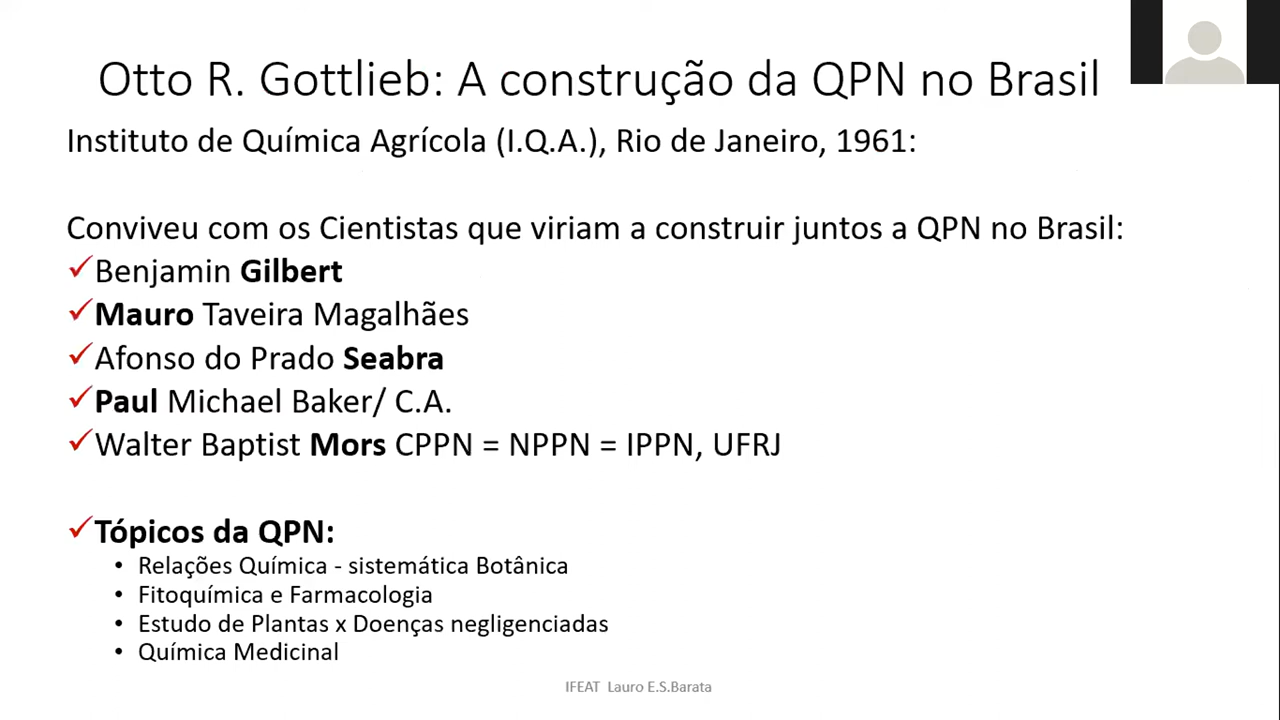 Otto R. Gottlieb: A construção da QPN no Brasil
Instituto de Química Agrícola (I.Q.A.), Rio de Janeiro, 1961:
Conviveu com os Cientistas que viriam a construir juntos a QPN no Brasil:
✓Benjamin Gilbert
✓Mauro Taveira Magalhães
✓Afonso do Prado Seabra
✓Paul Michael Baker/ C.A.
✓Walter Baptist Mors CPPN = NPPN = IPPN, UFRJ
✓Tópicos da QPN:
• Relações Química - sistemática Botânica
• Fitoquímica e Farmacologia
• Estudo de Plantas x Doenças negligenciadas
• Química Medicinal
IFEAT Lauro E.S.Barata